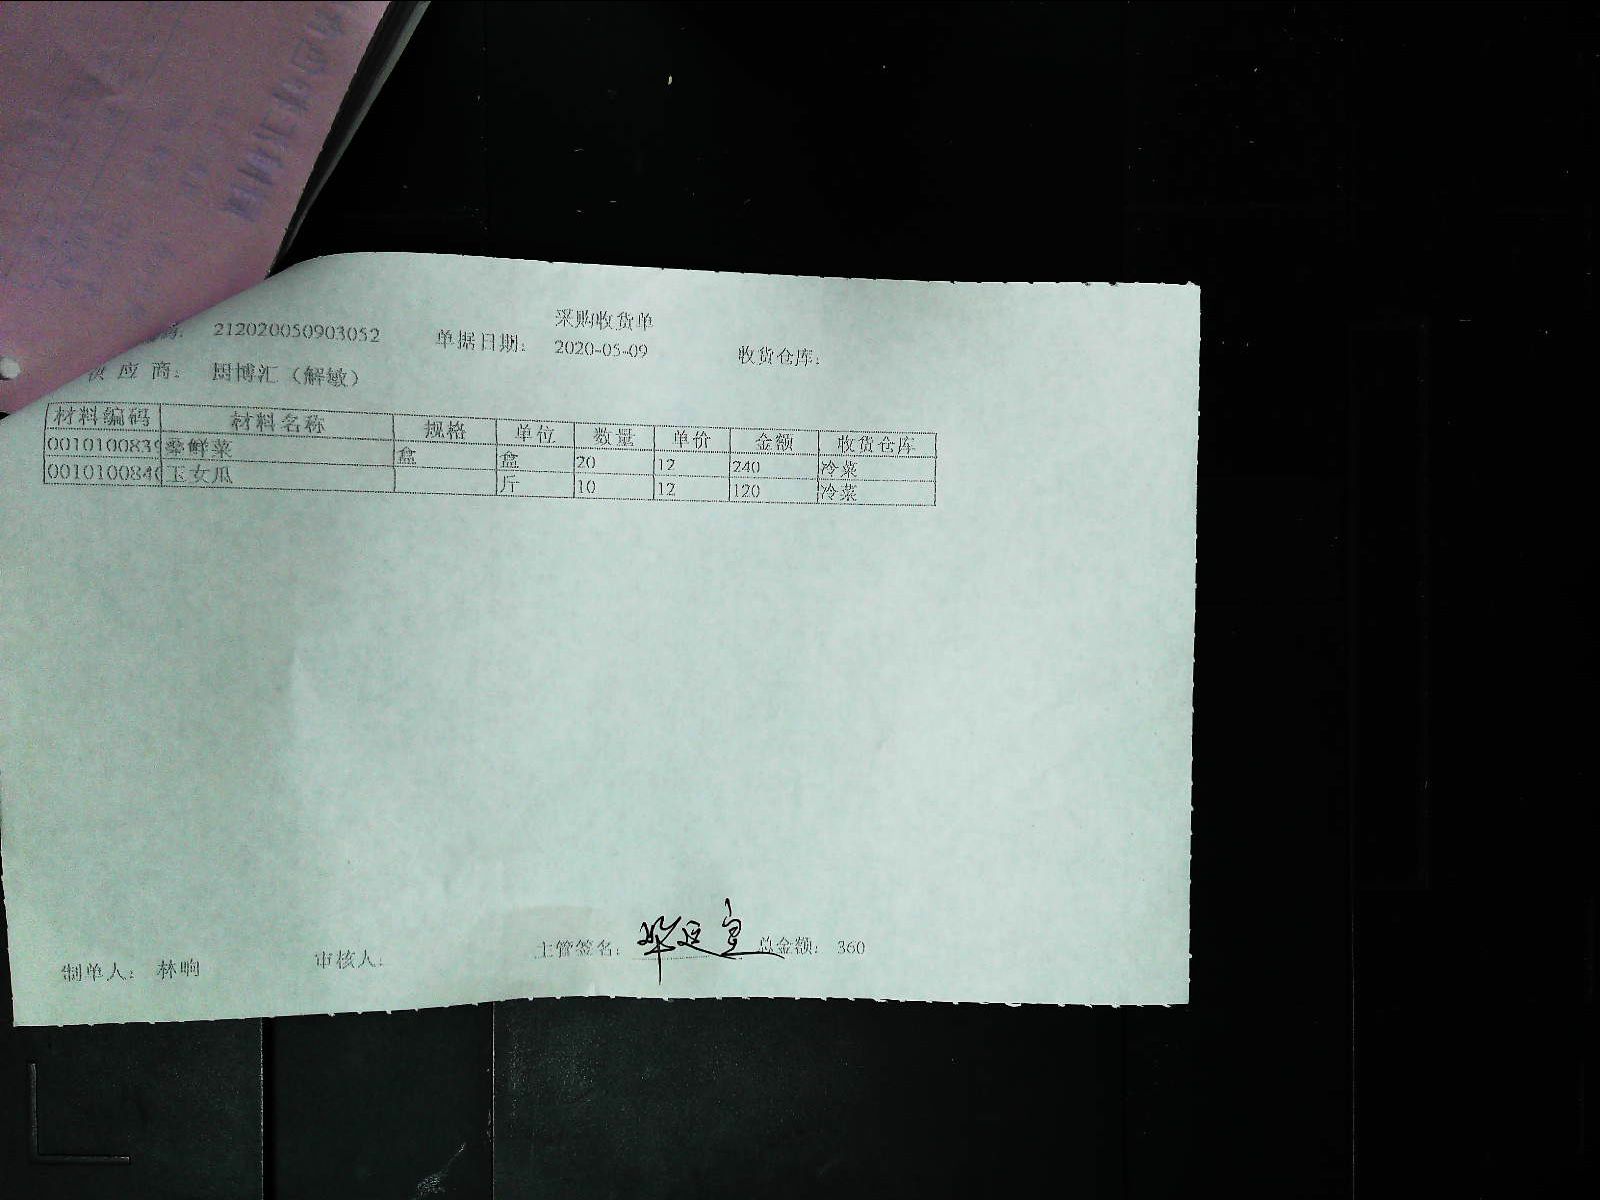 采购收货单
212020050903052 单据日期: 2020-05-09 收货仓库:
供 应 商: 厨博汇（解敏）
材料编码 材料名称 规格 单位 数量 单价 金额 收货仓库
001010083 鲜菜 盒 盒 20 12 240 冷菜
001010084 玉女瓜 斤 10 12 120 冷菜
制单人: 林晌 审核人: 主管签名: 总金额: 360